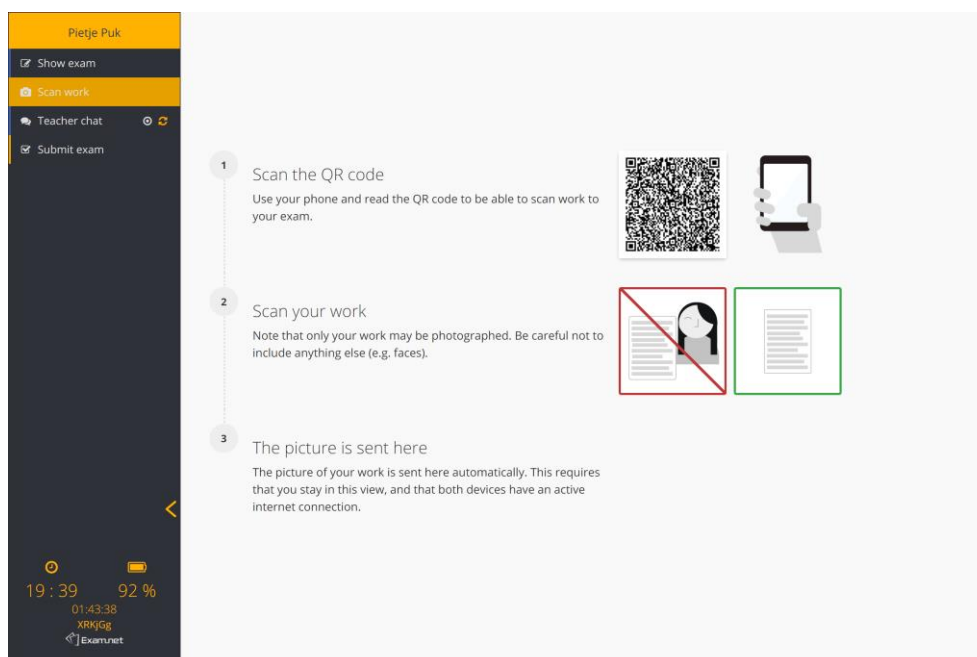 Pietje Puk
Show exam
Scan work
Teacher chat
Submit exam
1
Scan the QR code
Use your phone and read the QR code to be able to scan work to
your exam.
2
Scan your work
Note that only your work may be photographed. Be careful not to
include anything else (e.g. faces).
3
The picture is sent here
The picture of your work is sent here automatically. This requires
that you stay in this view, and that both devices have an active
internet connection.
19 : 39 92 %
01:43:38
XRKjGg
Exam.net